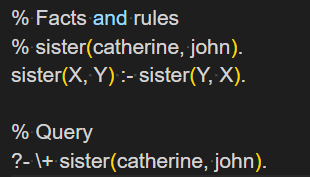 % Facts and rules
% sister(catherine, john).
sister(X, Y) :- sister(Y, X).
% Query
?- \+ sister(catherine, john).